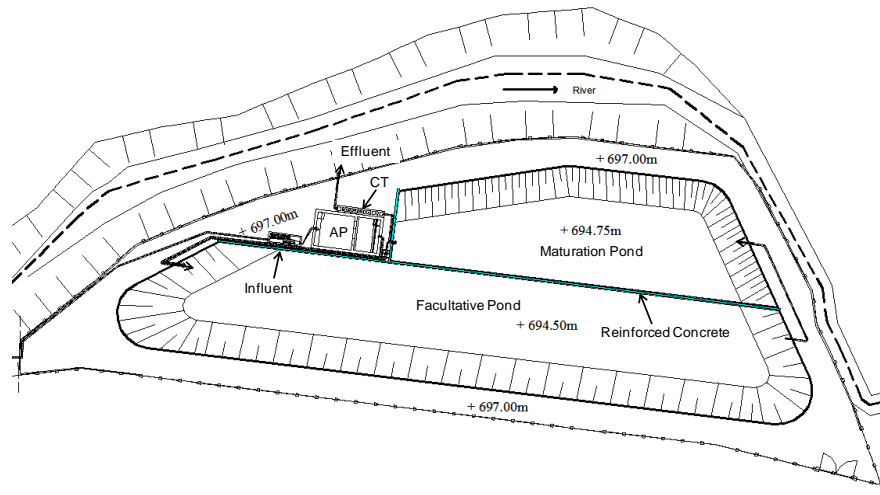 River
Effluent
+ 697.00m
CT
+ 697.00m
AP
+ 694.75m
Maturation Pond
Influent
Facultative Pond
+ 694.50m
Reinforced Concrete
+ 697.00m